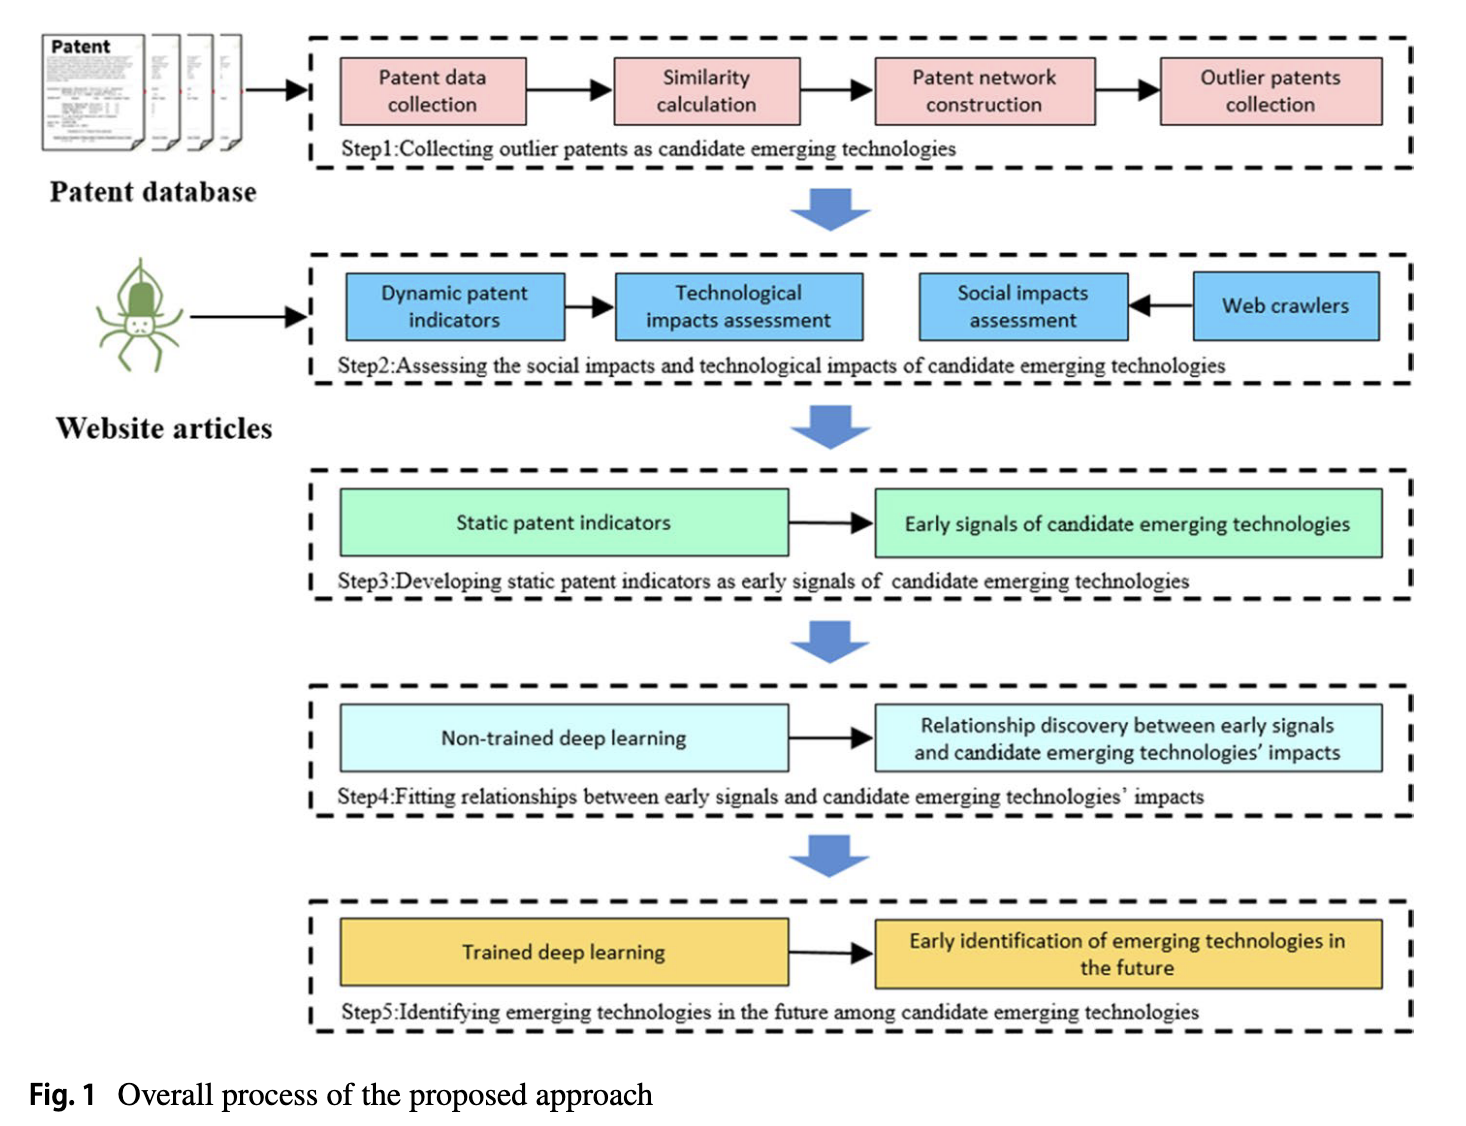 Patent
Patent database
Patent data
collection
Similarity
calculation
Patent network
construction
Outlier patents
collection
Step1:Collecting outlier patents as candidate emerging technologies
Website articles
Dynamic patent
indicators
Technological
impacts assessment
Social impacts
assessment
Web crawlers
Step2:Assessing the social impacts and technological impacts of candidate emerging technologies
Static patent indicators
Early signals of candidate emerging technologies
Step3:Developing static patent indicators as early signals of candidate emerging technologies
Non-trained deep learning
Relationship discovery between early signals
and candidate emerging technologies’ impacts
Step4:Fitting relationships between early signals and candidate emerging technologies’ impacts
Trained deep learning
Early identification of emerging technologies in
the future
Step5:Identifying emerging technologies in the future among candidate emerging technologies
Fig. 1 Overall process of the proposed approach